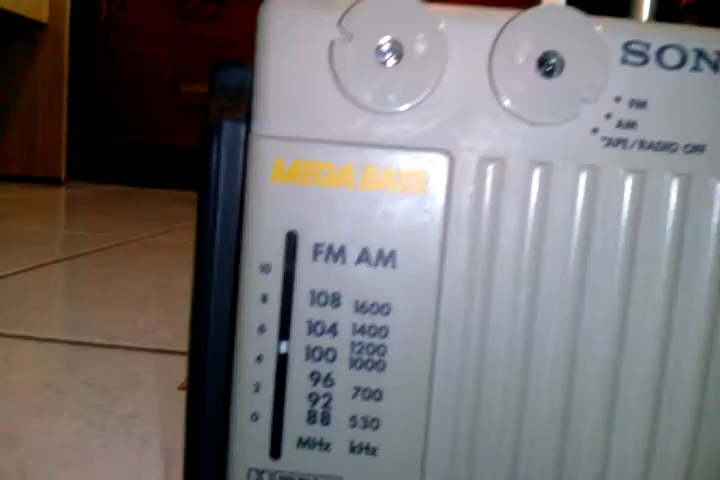 SON
FM
AM
TAPE/RADIO OFF
MEGA BASS
FM AM
10
8 108 1600
6 104 1400
100 1200
4 1000
96
2 92 700
0 88 530
MHz kHz